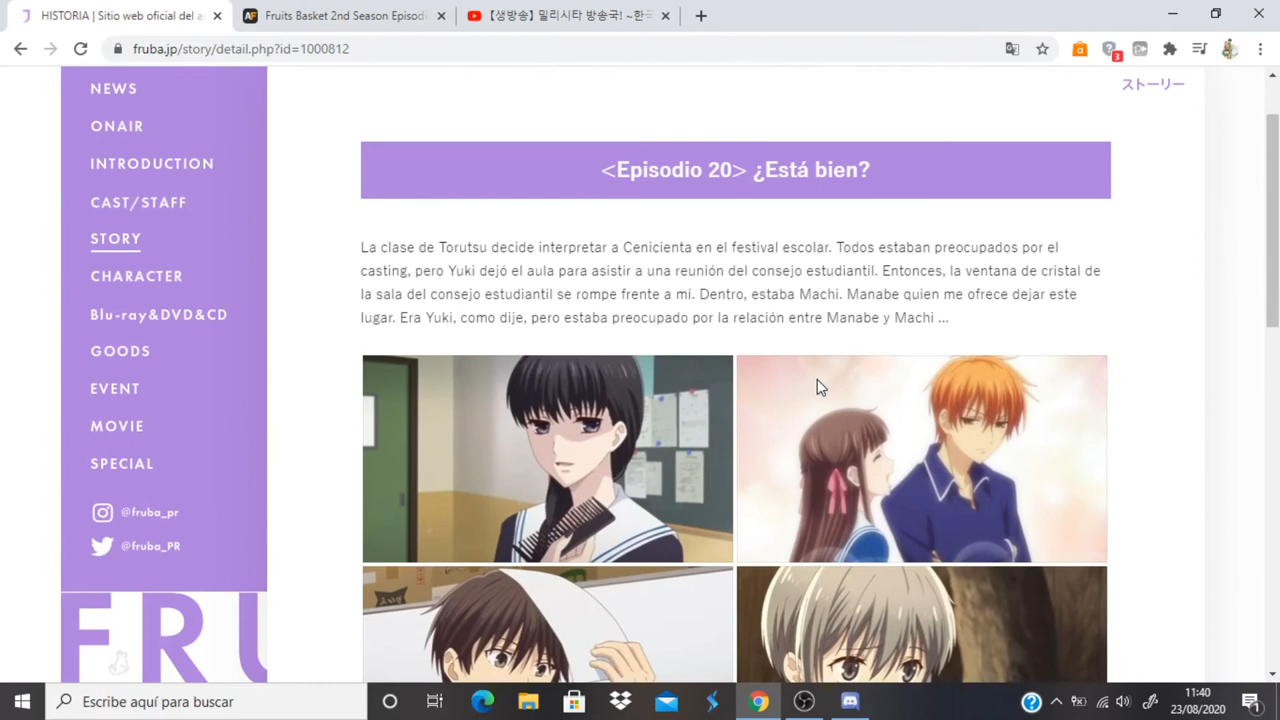 HISTORIA | Sitio web oficial del a
Fruits Basket 2nd Season Episod
【생방송】 밀리시타 방송국! ~한국
fruba.jp/story/detail.php?id=1000812
3
NEWS
ONAIR
INTRODUCTION
CAST/STAFF
STORY
CHARACTER
Blu-ray&DVD&CD
GOODS
EVENT
MOVIE
SPECIAL
@fruba_pr
@fruba_PR
FRU
ストーリー
<Episodio 20> ¿Está bien?
La clase de Torutsu decide interpretar a Cenicienta en el festival escolar. Todos estaban preocupados por el
casting, pero Yuki dejó el aula para asistir a una reunión del consejo estudiantil. Entonces, la ventana de cristal de
la sala del consejo estudiantil se rompe frente a mí. Dentro, estaba Machi. Manabe quien me ofrece dejar este
lugar. Era Yuki, como dije, pero estaba preocupado por la relación entre Manabe y Machi ...
Escribe aquí para buscar
11:40
23/08/2020
1